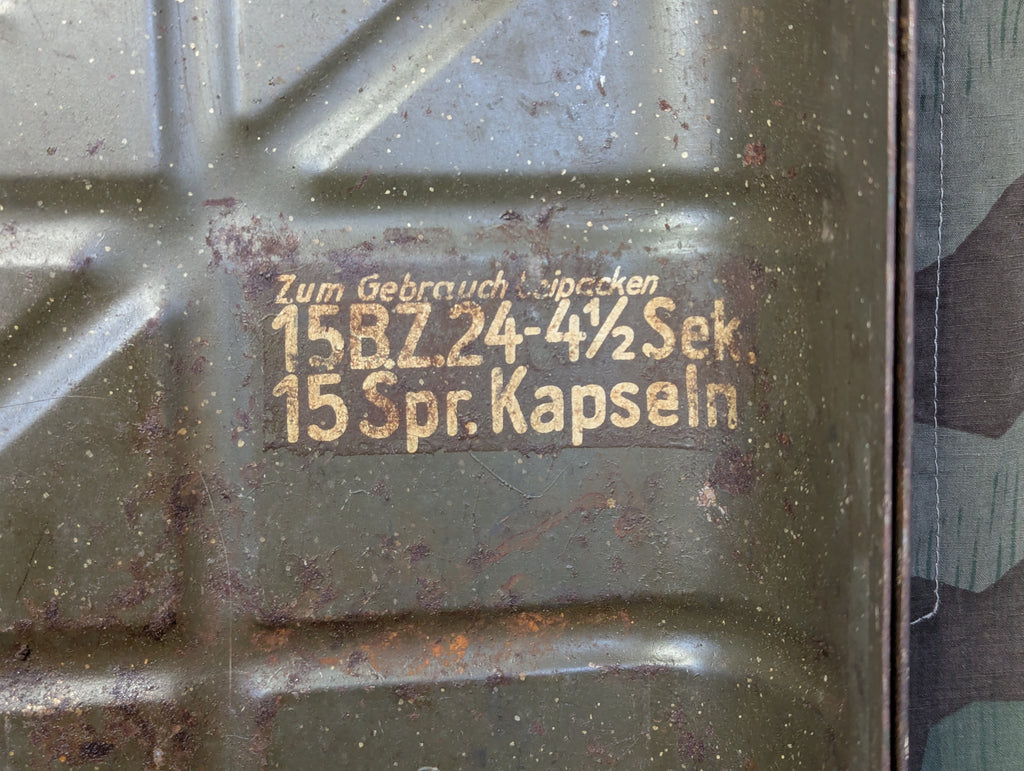 Zum Gebrauch beipacken
15 B.Z.24-4½ Sek.
15 Spr. Kapseln